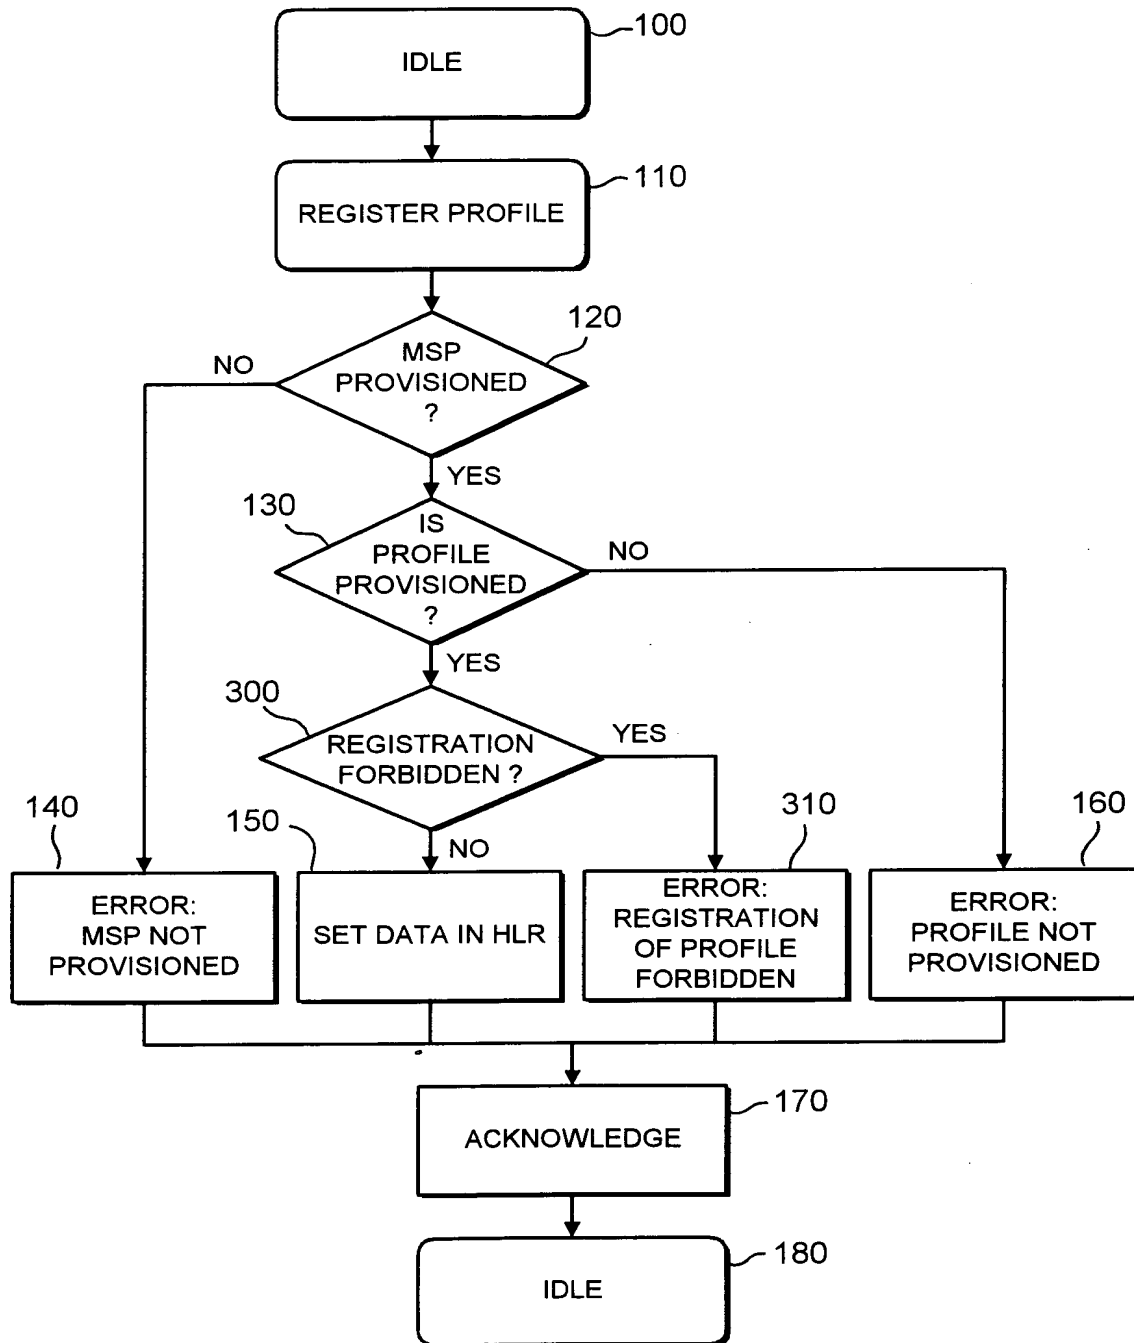 IDLE
100
REGISTER PROFILE
110
120
NO
MSP
PROVISIONED
?
YES
130
IS
PROFILE
PROVISIONED
?
NO
YES
300
REGISTRATION
FORBIDDEN ?
YES
NO
140
150
310
160
ERROR:
MSP NOT
PROVISIONED
SET DATA IN HLR
ERROR:
REGISTRATION
OF PROFILE
FORBIDDEN
ERROR:
PROFILE NOT
PROVISIONED
ACKNOWLEDGE
170
IDLE
180